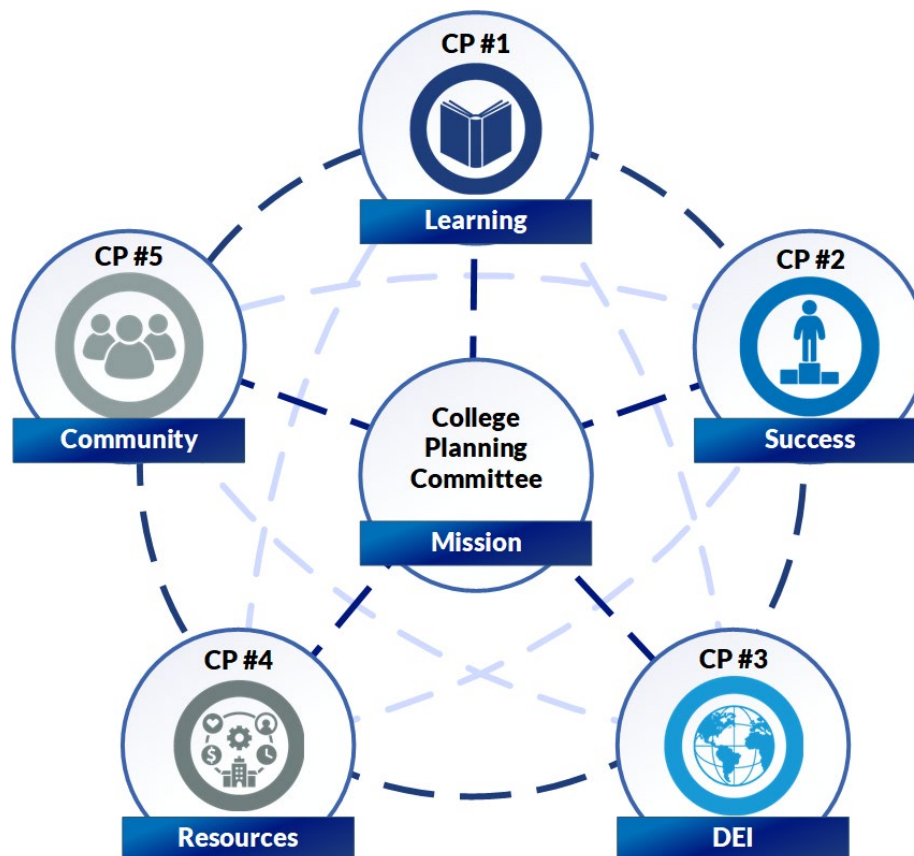 CP #1
Learning
CP #5
Community
CP #2
Success
College
Planning
Committee
Mission
CP #4
$
Resources
CP #3
DEI